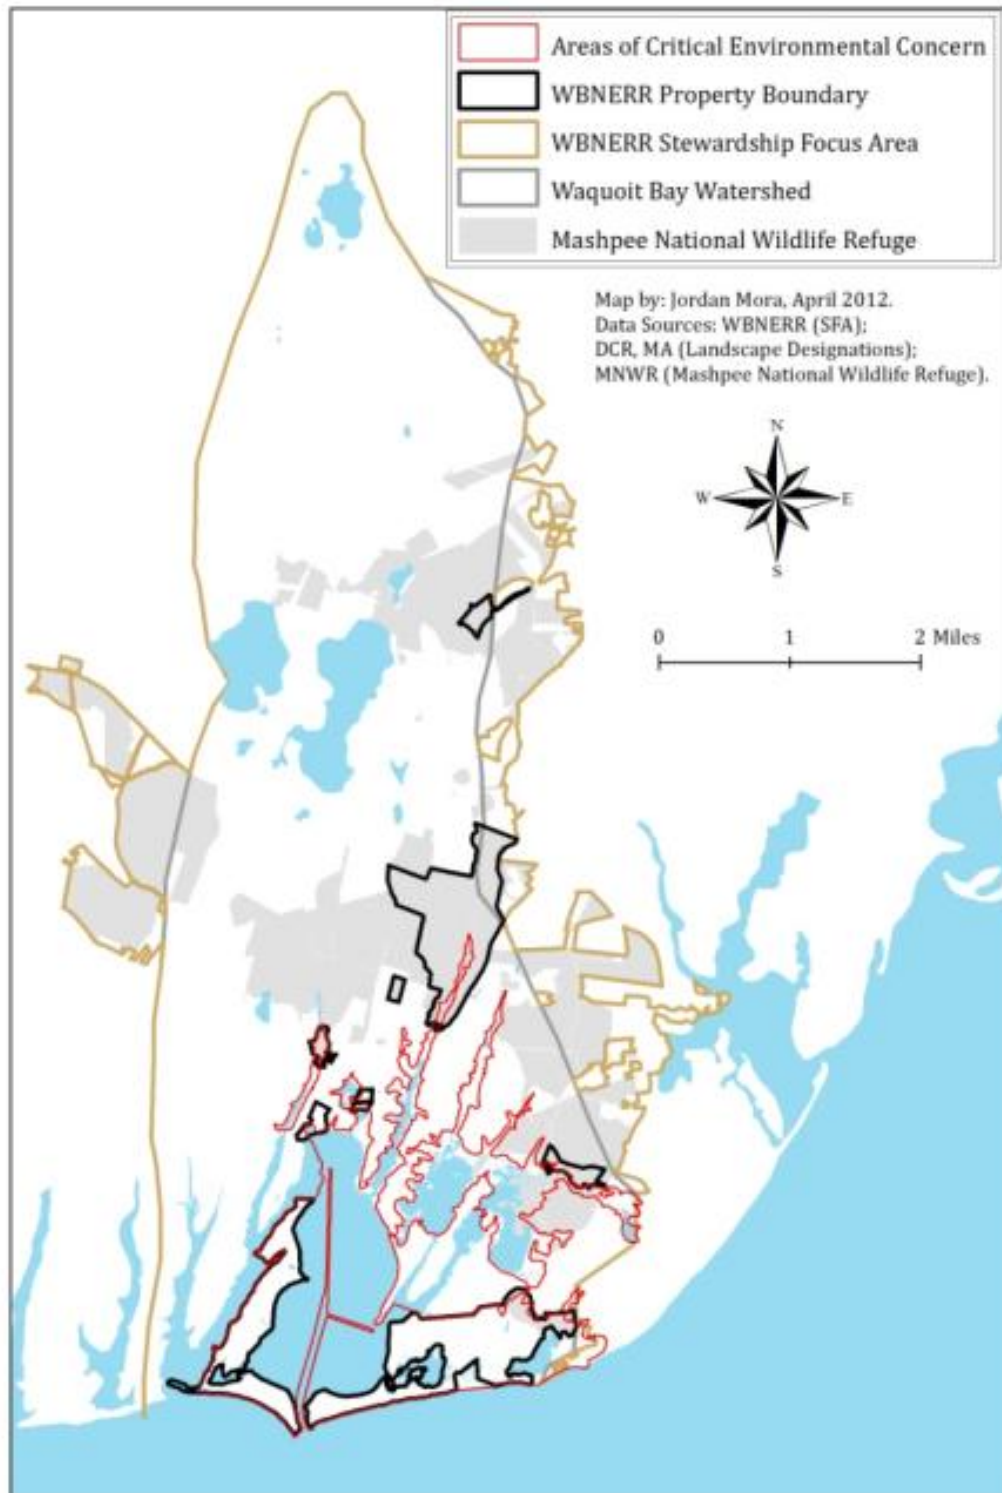 Areas of Critical Environmental Concern
WBNERR Property Boundary
WBNERR Stewardship Focus Area
Waquoit Bay Watershed
Mashpee National Wildlife Refuge
Map by: Jordan Mora, April 2012.
Data Sources: WBNERR (SFA);
DCR, MA (Landscape Designations);
MNWR (Mashpee National Wildlife Refuge).
N
W E
S
0 1 2 Miles